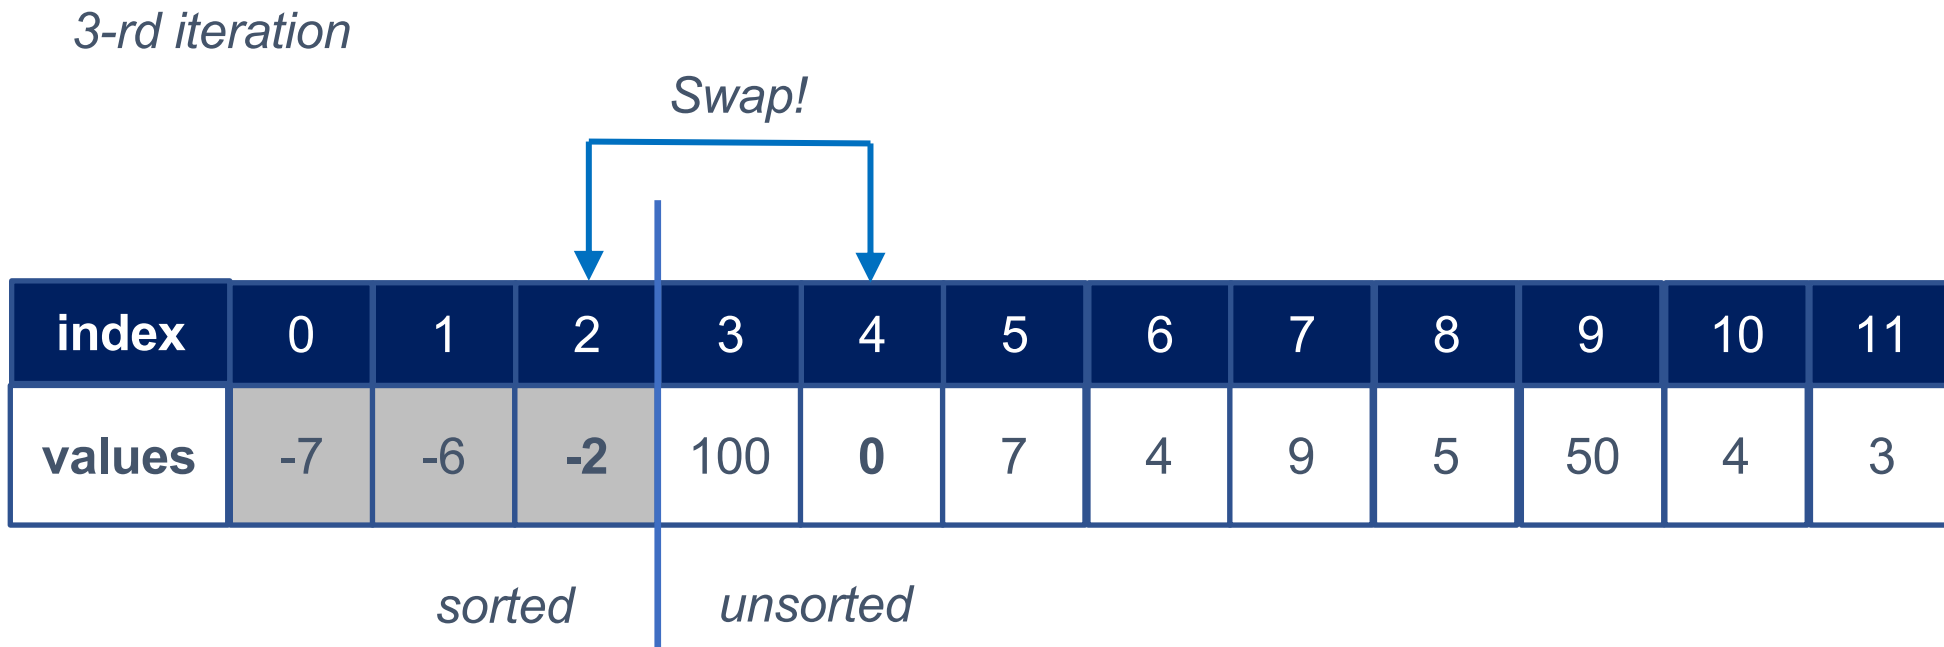 3-rd iteration
Swap!
index 0 1 2 3 4 5 6 7 8 9 10 11
values -7 -6 -2 100 0 7 4 9 5 50 4 3
sorted unsorted